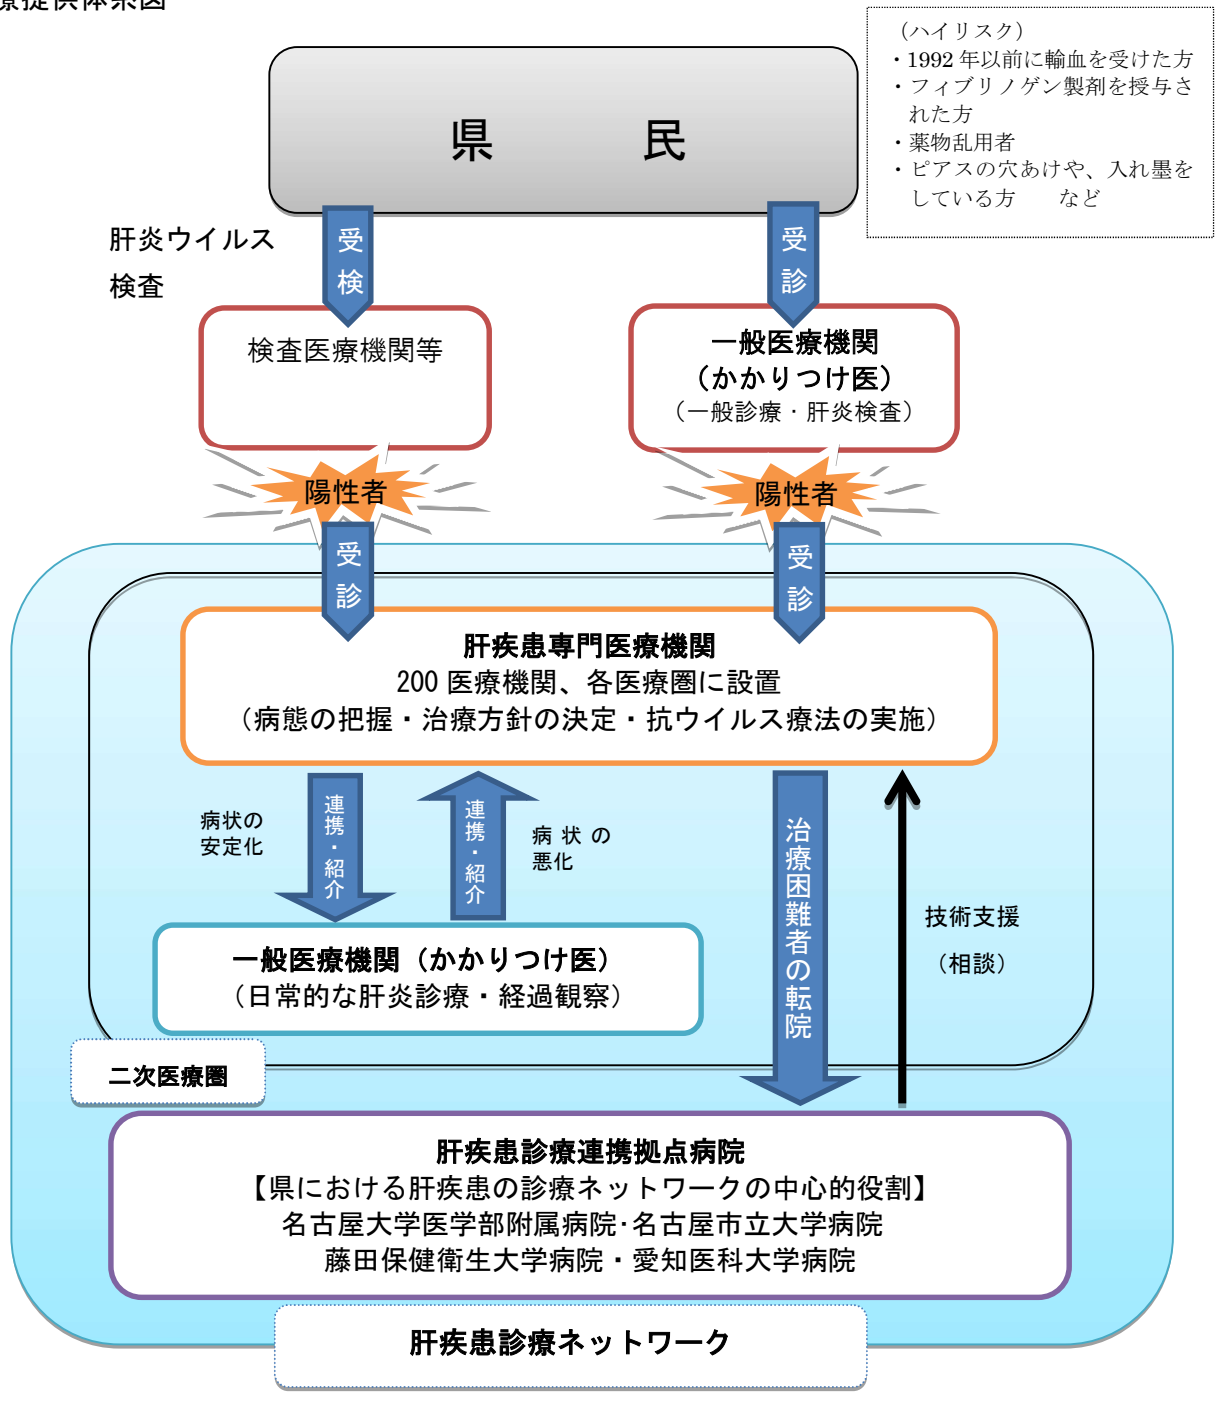 療提供体系図
（ハイリスク）
・1992 年以前に輸血を受けた方
・フィブリノゲン製剤を授与さ
れた方
・薬物乱用者
・ピアスの穴あけや、入れ墨を
している方　　など
県　　　民
肝炎ウイルス
検査
受検
受診
検査医療機関等
一般医療機関
（かかりつけ医）
（一般診療・肝炎検査）
陽性者
陽性者
受診
受診
肝疾患専門医療機関
200 医療機関、各医療圏に設置
（病態の把握・治療方針の決定・抗ウイルス療法の実施）
病状の
安定化
連携・紹介
連携・紹介
病 状 の
悪化
治療困難者の転院
技術支援
（相談）
一般医療機関（かかりつけ医）
（日常的な肝炎診療・経過観察）
二次医療圏
肝疾患診療連携拠点病院
【県における肝疾患の診療ネットワークの中心的役割】
名古屋大学医学部附属病院･名古屋市立大学病院
藤田保健衛生大学病院・愛知医科大学病院
肝疾患診療ネットワーク